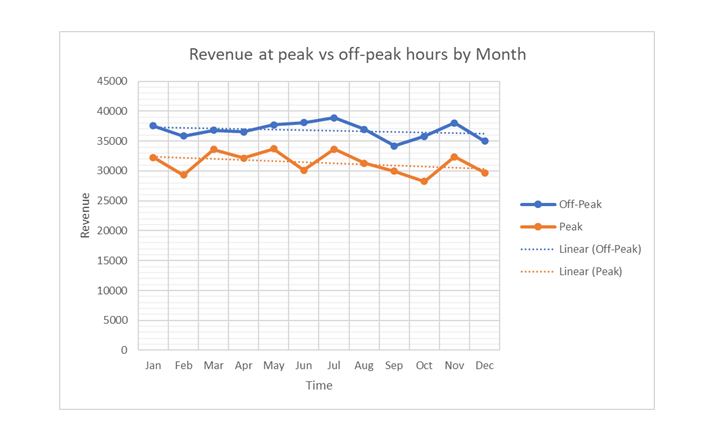 Revenue at peak vs off-peak hours by Month
45000
40000
35000
30000
25000
20000
15000
10000
5000
0
Revenue
Jan Feb Mar Apr May Jun Jul Aug Sep Oct Nov Dec
Time
Off-Peak
Peak
Linear (Off-Peak)
Linear (Peak)